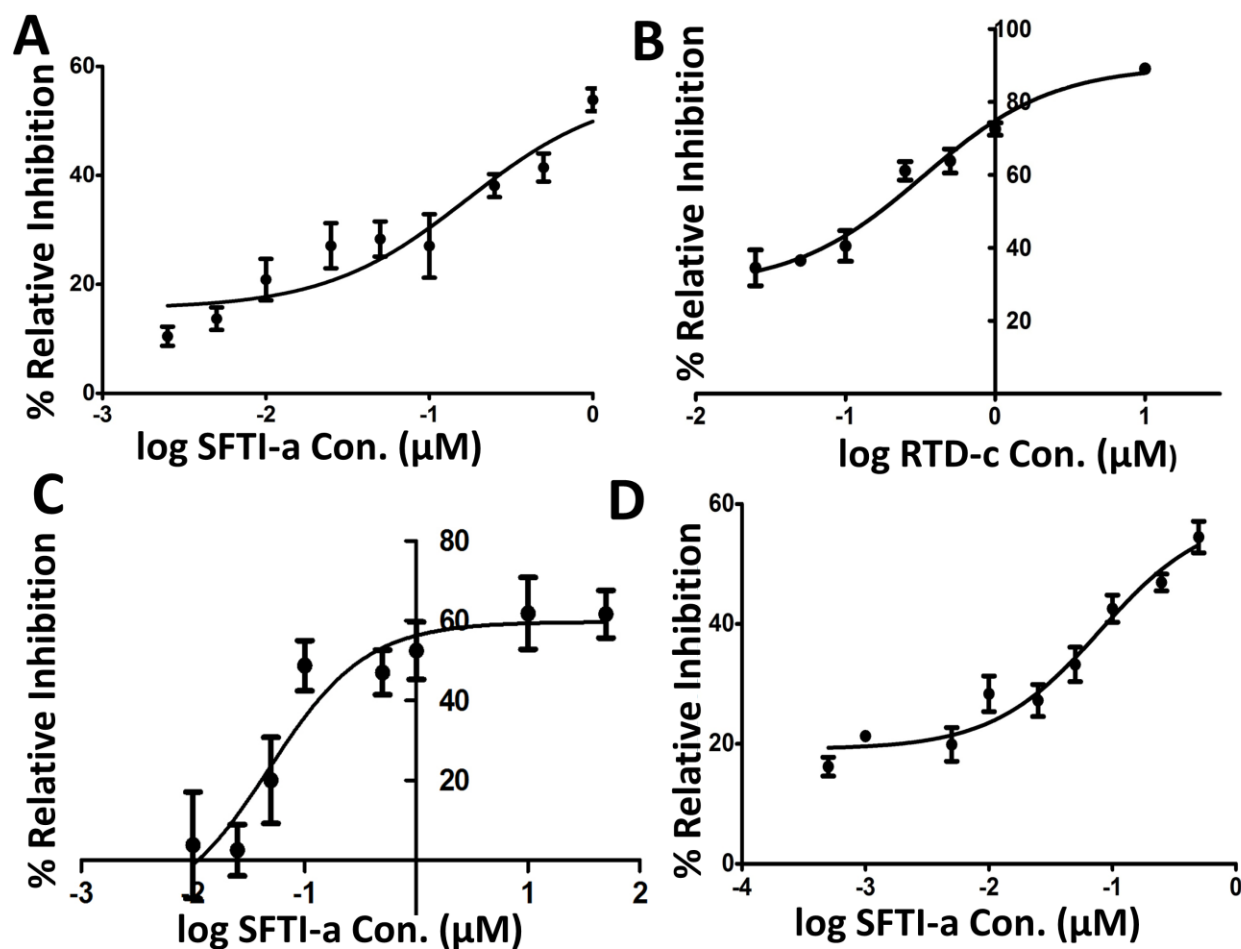 A
% Relative Inhibition
60
40
20
0
-3
-2
-1
0
log SFTI-a Con. (µM)
B
% Relative Inhibition
100
80
60
40
20
-2
-1
0
1
log RTD-c Con. (µM)
C
% Relative Inhibition
80
60
40
20
-3
-2
-1
1
2
log SFTI-a Con. (µM)
D
% Relative Inhibition
60
40
20
0
-4
-3
-2
-1
0
log SFTI-a Con. (µM)